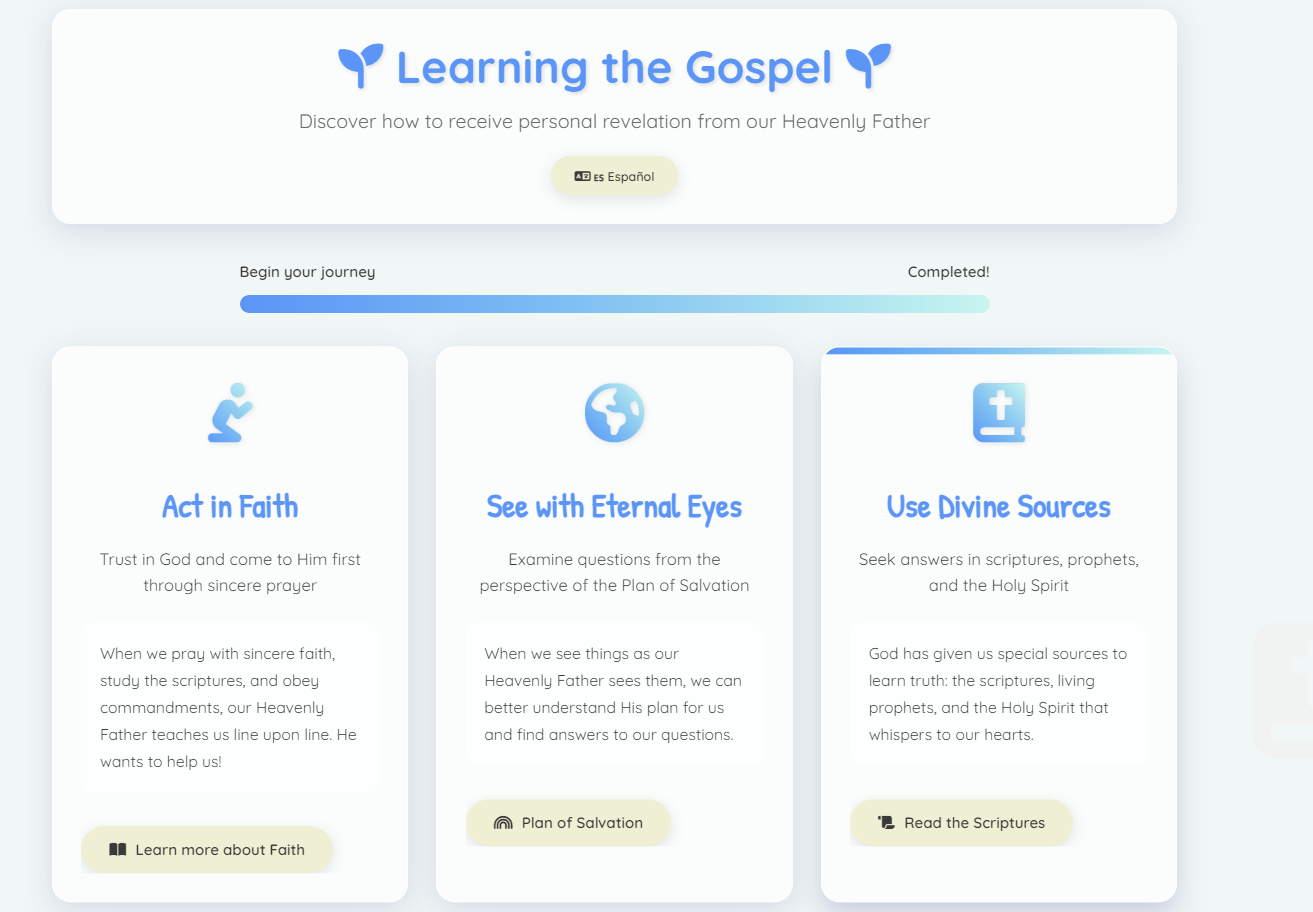 Learning the Gospel
Discover how to receive personal revelation from our Heavenly Father
ES Español
Begin your journey
Completed!
Act in Faith
Trust in God and come to Him first
through sincere prayer
When we pray with sincere faith,
study the scriptures, and obey
commandments, our Heavenly
Father teaches us line upon line. He
wants to help us!
Learn more about Faith
See with Eternal Eyes
Examine questions from the
perspective of the Plan of Salvation
When we see things as our
Heavenly Father sees them, we can
better understand His plan for us
and find answers to our questions.
Plan of Salvation
Use Divine Sources
Seek answers in scriptures, prophets,
and the Holy Spirit
God has given us special sources to
learn truth: the scriptures, living
prophets, and the Holy Spirit that
whispers to our hearts.
Read the Scriptures